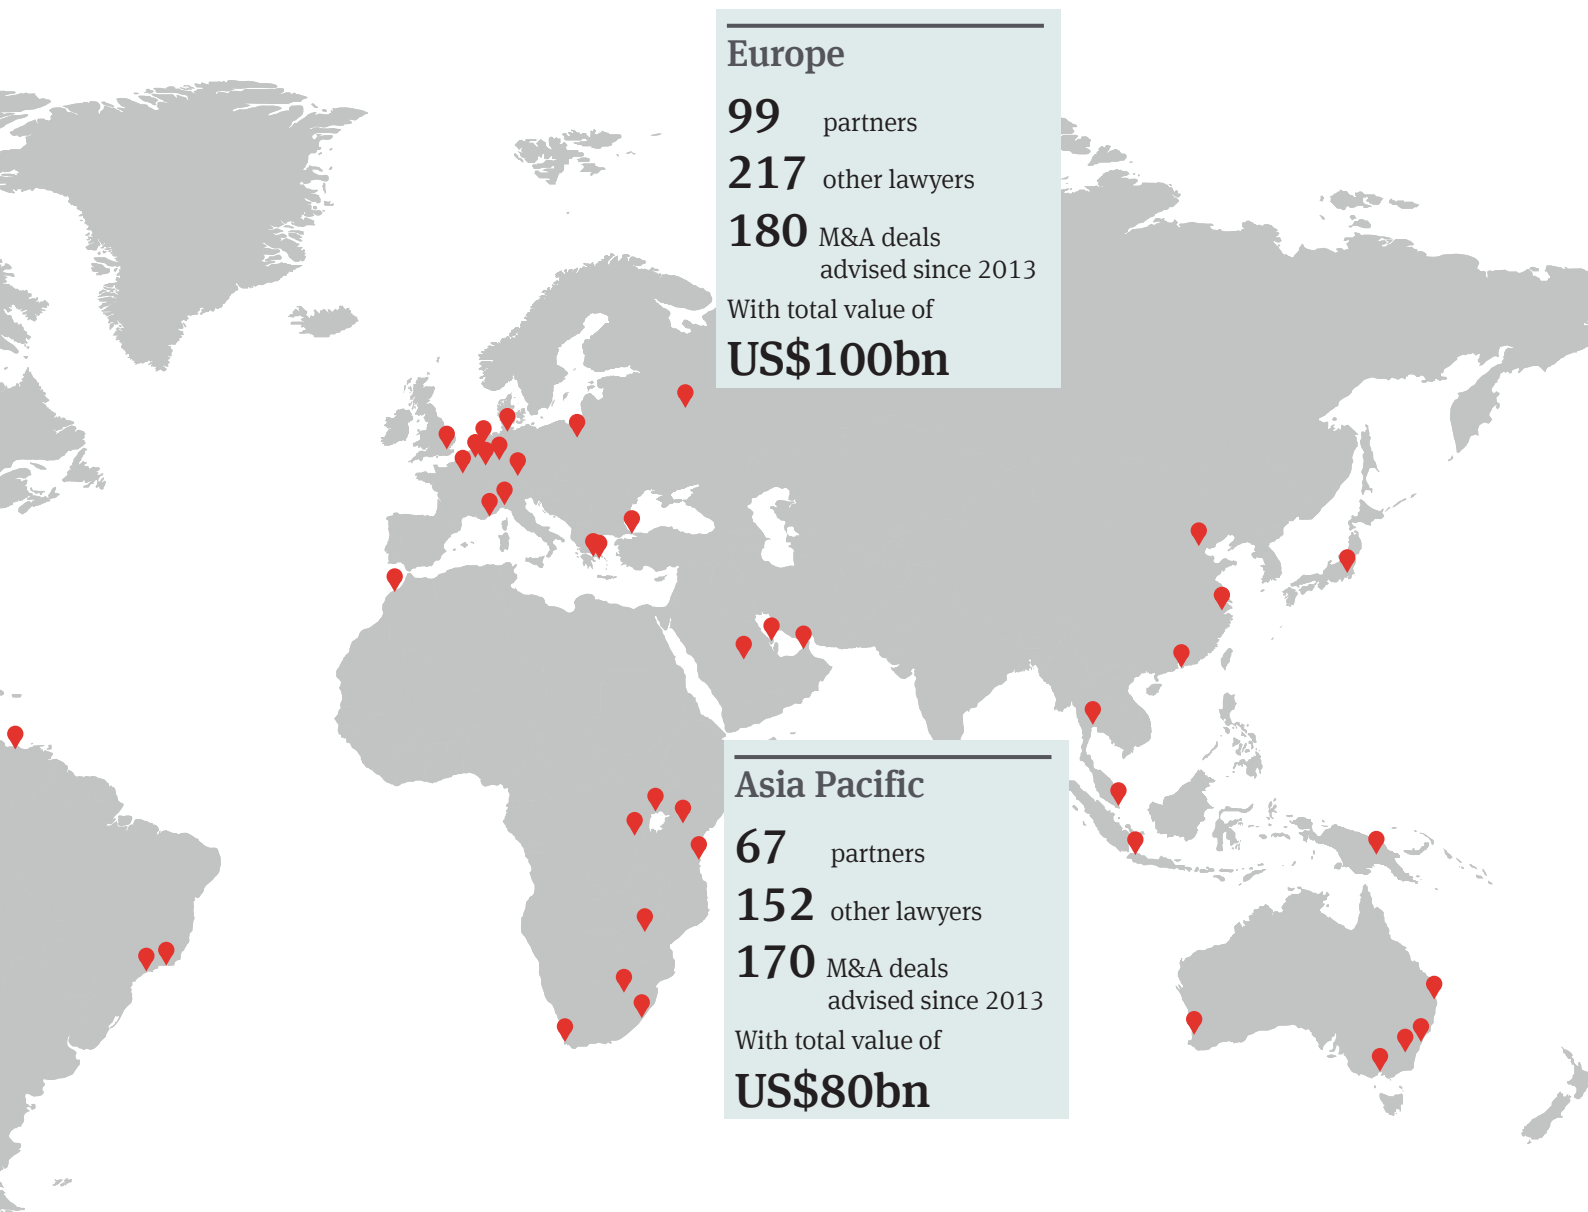 Europe
99 partners
217 other lawyers
180 M&A deals
advised since 2013
With total value of
US$100bn
Asia Pacific
67 partners
152 other lawyers
170 M&A deals
advised since 2013
With total value of
US$80bn